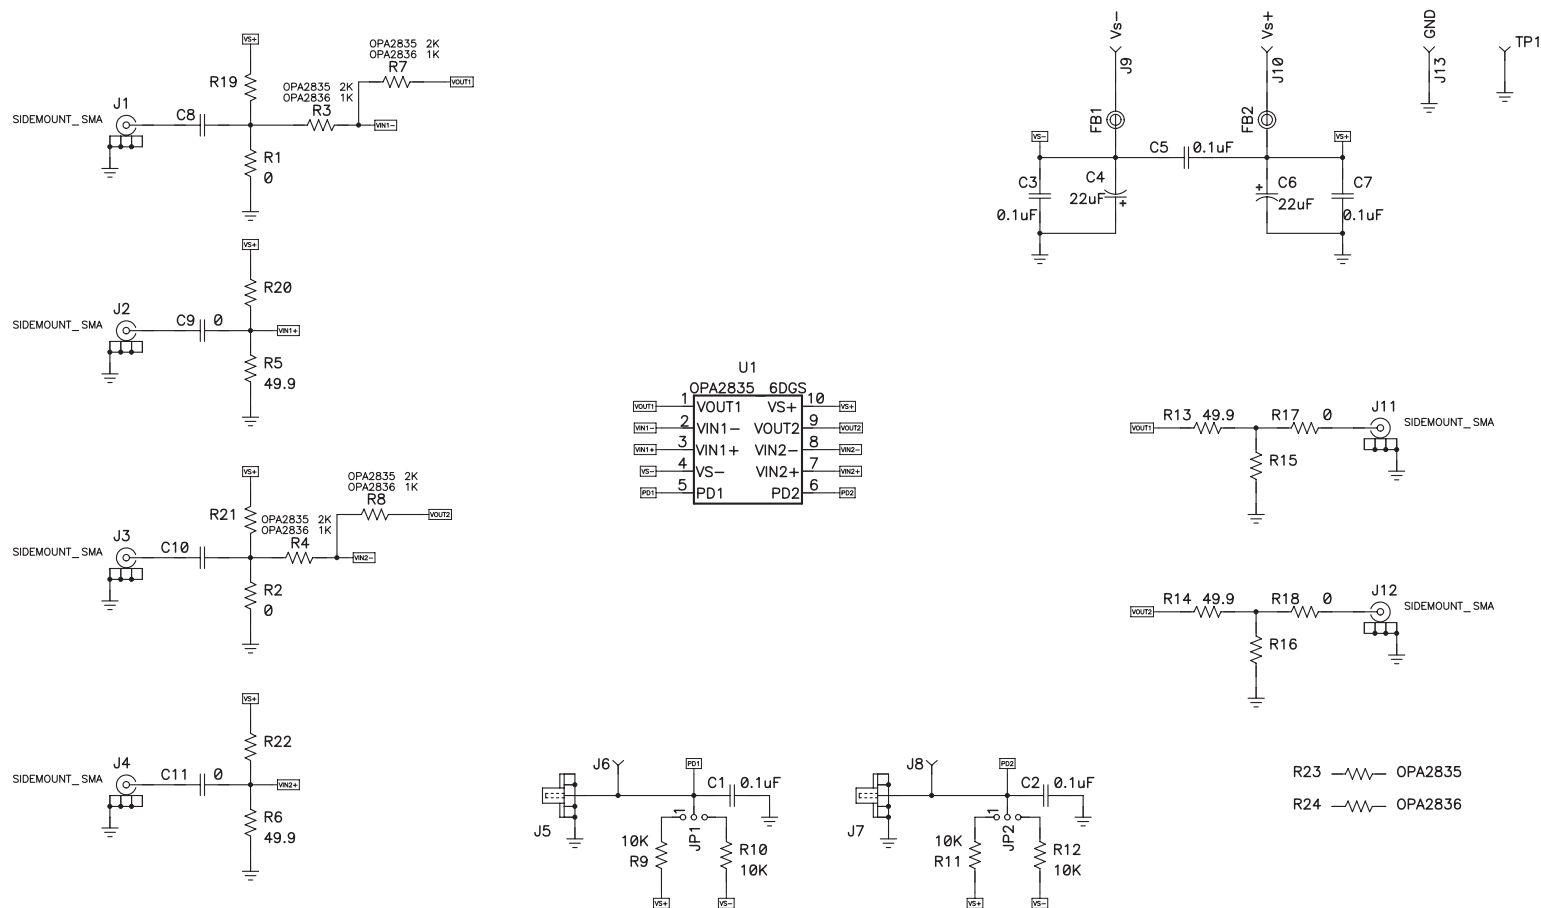 VS+
R19
OPA2835 2K
OPA2836 1K
R7
VOUT1
OPA2835 2K
OPA2836 1K
R3
VIN1-
SIDEMOUNT_SMA
J1
C8
R1
0
VS+
R20
SIDEMOUNT_SMA
J2
C9 0
VIN1+
R5
49.9
VS+
R21
OPA2835 2K
OPA2836 1K
R8
VOUT2
OPA2835 2K
OPA2836 1K
R4
VIN2-
SIDEMOUNT_SMA
J3
C10
R2
0
VS+
R22
SIDEMOUNT_SMA
J4
C11 0
VIN2+
R6
49.9
U1
OPA2835_6DGS
VOUT1 1 VOUT1 VS+ 10 VS+
VIN1- 2 VIN1- VOUT2 9 VOUT2
VIN1+ 3 VIN1+ VIN2- 8 VIN2-
VS- 4 VS- VIN2+ 7 VIN2+
PD1 5 PD1 PD2 6 PD2
J6
PD1
C1 0.1uF
J5
1
JP1
10K
R9
R10
10K
VS+
VS-
J8
PD2
C2 0.1uF
J7
1
JP2
10K
R11
R12
10K
VS+
VS-
Vs-
J9
Vs+
J10
GND
J13
TP1
FB1
FB2
VS-
VS+
C5 0.1uF
C3
0.1uF
C4
22uF
+
+
C6
22uF
C7
0.1uF
VOUT1
R13 49.9
R17 0
J11
SIDEMOUNT_SMA
R15
VOUT2
R14 49.9
R18 0
J12
SIDEMOUNT_SMA
R16
R23 OPA2835
R24 OPA2836